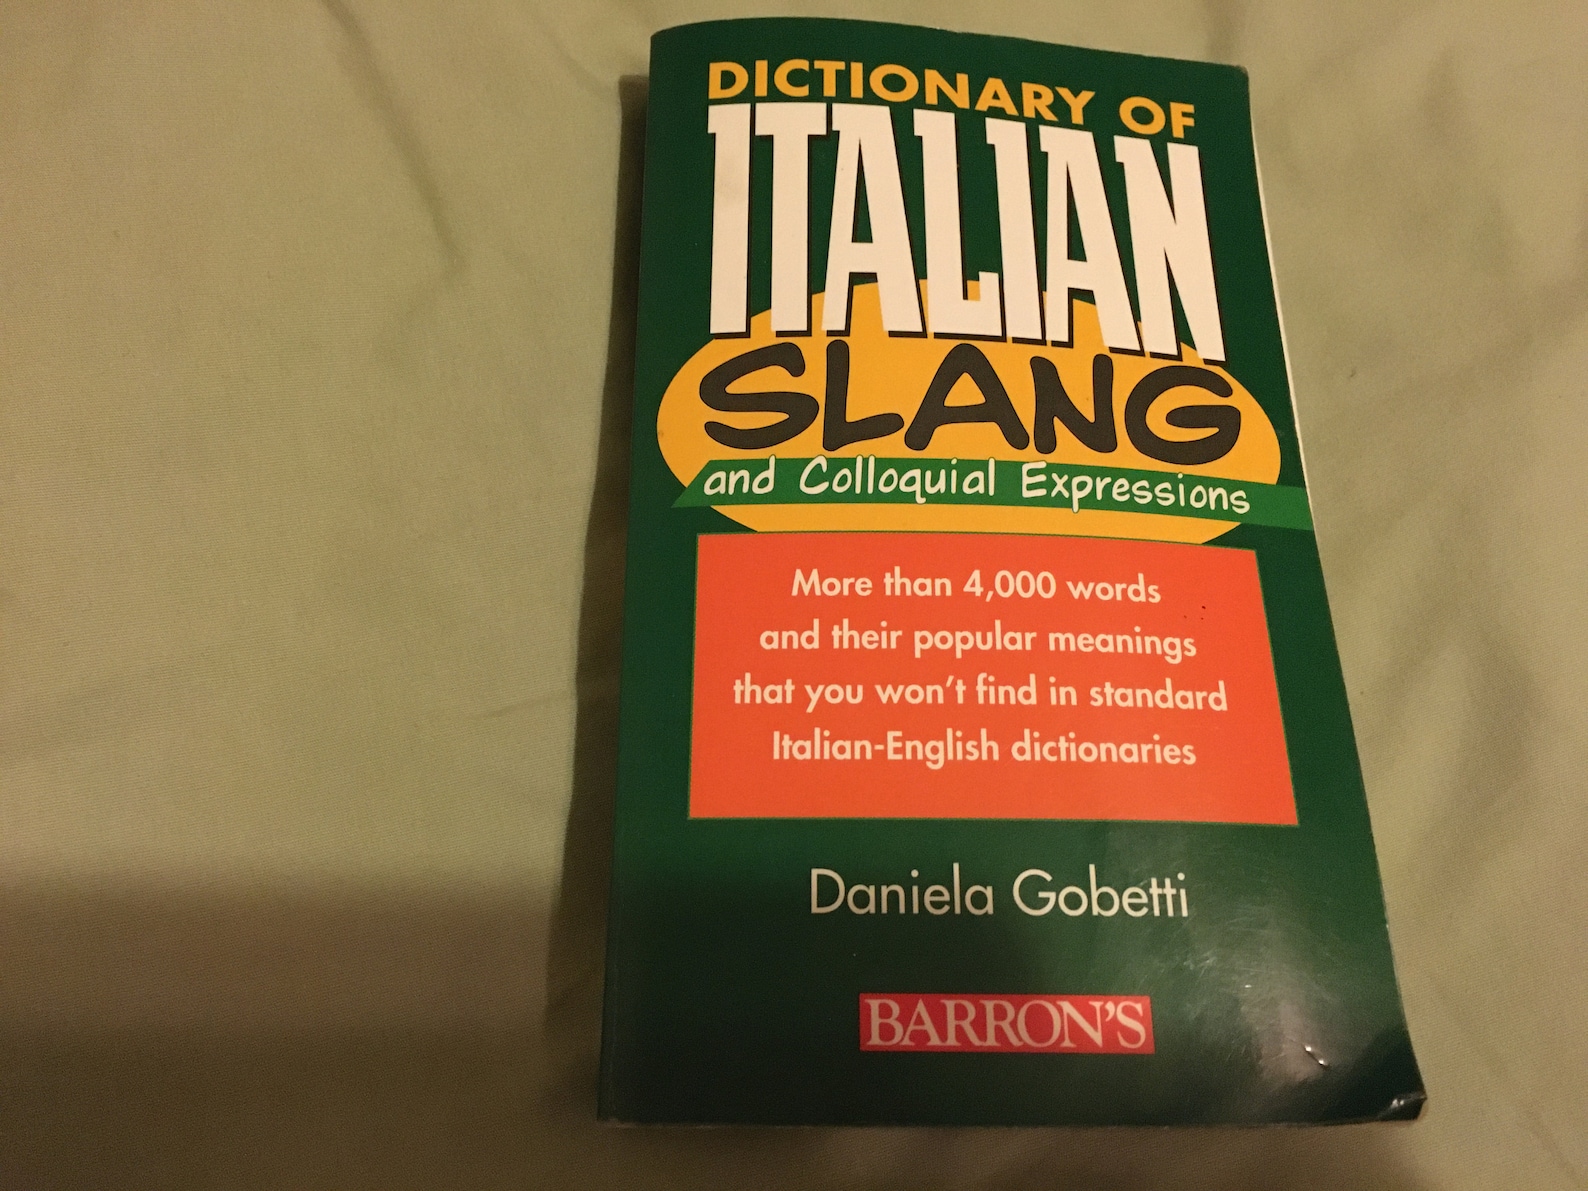 DICTIONARY OF
ITALIAN
SLANG
and Colloquial Expressions
More than 4,000 words
and their popular meanings
that you won't find in standard
Italian-English dictionaries
Daniela Gobetti
BARRON'S